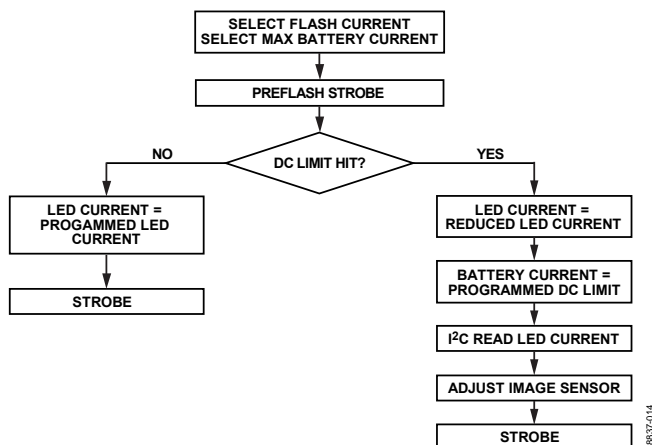 SELECT FLASH CURRENT
SELECT MAX BATTERY CURRENT
PREFLASH STROBE
DC LIMIT HIT?
NO
YES
LED CURRENT =
PROGAMMED LED
CURRENT
STROBE
LED CURRENT =
REDUCED LED CURRENT
BATTERY CURRENT =
PROGRAMMED DC LIMIT
I²C READ LED CURRENT
ADJUST IMAGE SENSOR
STROBE
8837-014